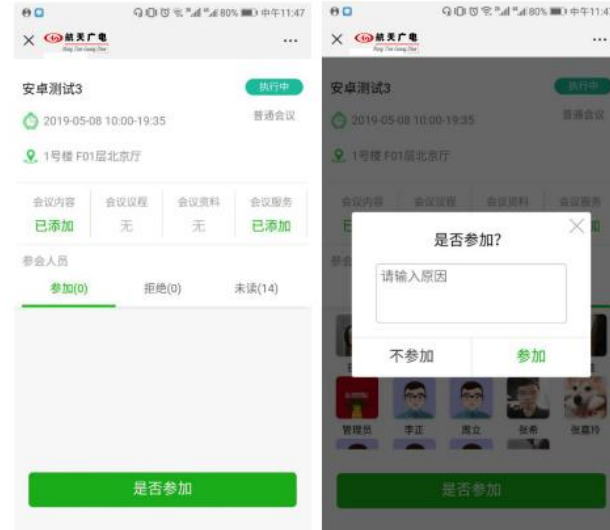 80% 中午11:47
航天广电
安卓测试3
执行中
2019-05-08 10:00-19:35
普通会议
1号楼 F01层北京厅
会议内容 会议议程 会议资料 会议服务
已添加 无 无 已添加
参会人员
参加(0) 拒绝(0) 未读(14)
是否参加
80% 中午11:47
航天广电
安卓测试3
执行中
2019-05-08 10:00-19:35
普通会议
1号楼 F01层北京厅
会议内容 会议议程 会议资料 会议服务
是否参加?
请输入原因
不参加 参加
管理员 李正 周立 张希 张嘉玲
是否参加